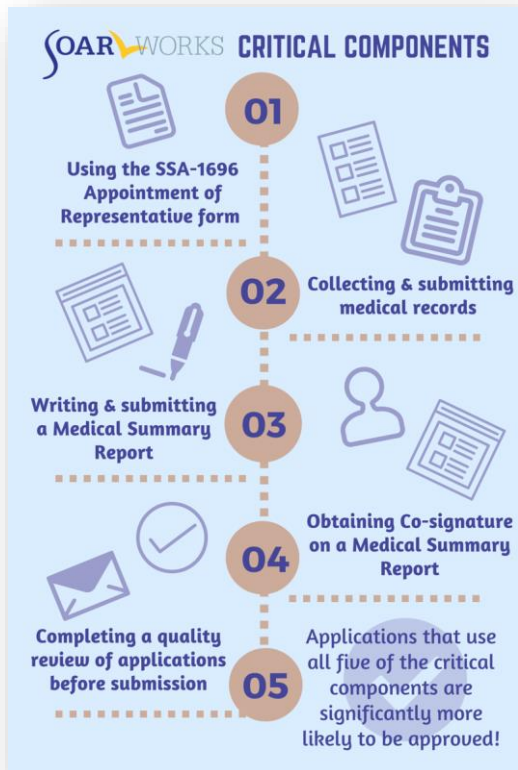 SOAR WORKS CRITICAL COMPONENTS
01
Using the SSA-1696
Appointment of
Representative form
02
Collecting & submitting
medical records
03
Writing & submitting
a Medical Summary
Report
04
Obtaining Co-signature
on a Medical Summary
Report
05
Completing a quality
review of applications
before submission
Applications that use
all five of the critical
components are
significantly more
likely to be approved!